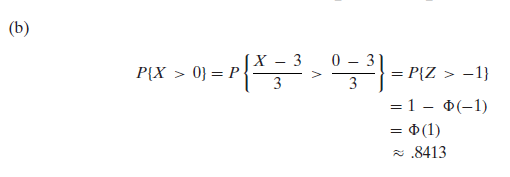 (b)
P{X > 0} = P{(X − 3)/3 > (0 − 3)/3} = P{Z > −1}
= 1 − Φ(−1)
= Φ(1)
≈ .8413